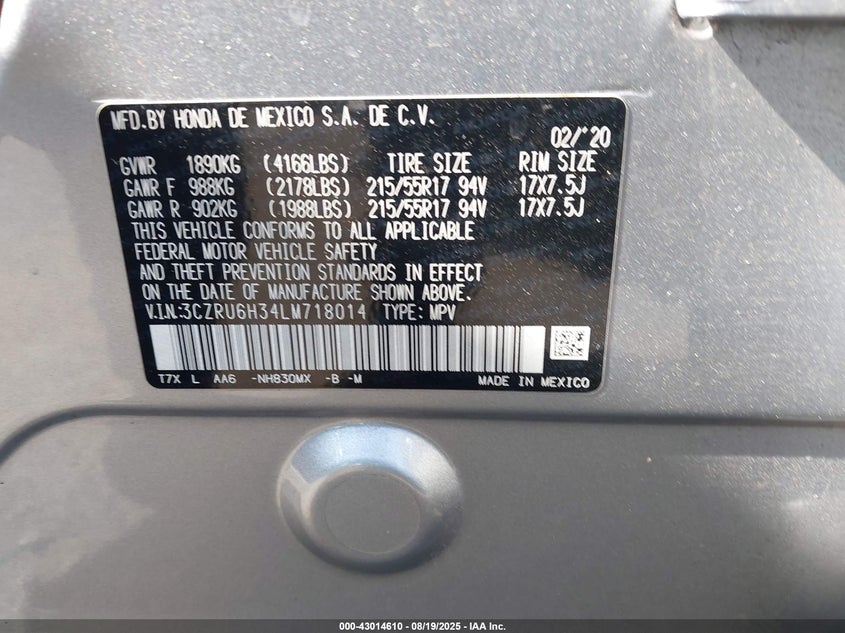 MFD.BY HONDA DE MEXICO S.A. DE C.V.
02/'20
GVWR 1890KG (4166LBS) TIRE SIZE RIM SIZE
GAWR F 988KG (2178LBS) 215/55R17 94V 17X7.5J
GAWR R 902KG (1988LBS) 215/55R17 94V 17X7.5J
THIS VEHICLE CONFORMS TO ALL APPLICABLE
FEDERAL MOTOR VEHICLE SAFETY
AND THEFT PREVENTION STANDARDS IN EFFECT
ON THE DATE OF MANUFACTURE SHOWN ABOVE.
V.I.N:3CZRU6H34LM718014 TYPE: MPV
T7X L AA6 -NH830MX -B -M MADE IN MEXICO
000-43014610 | 08/19/2025 | IAA Inc.